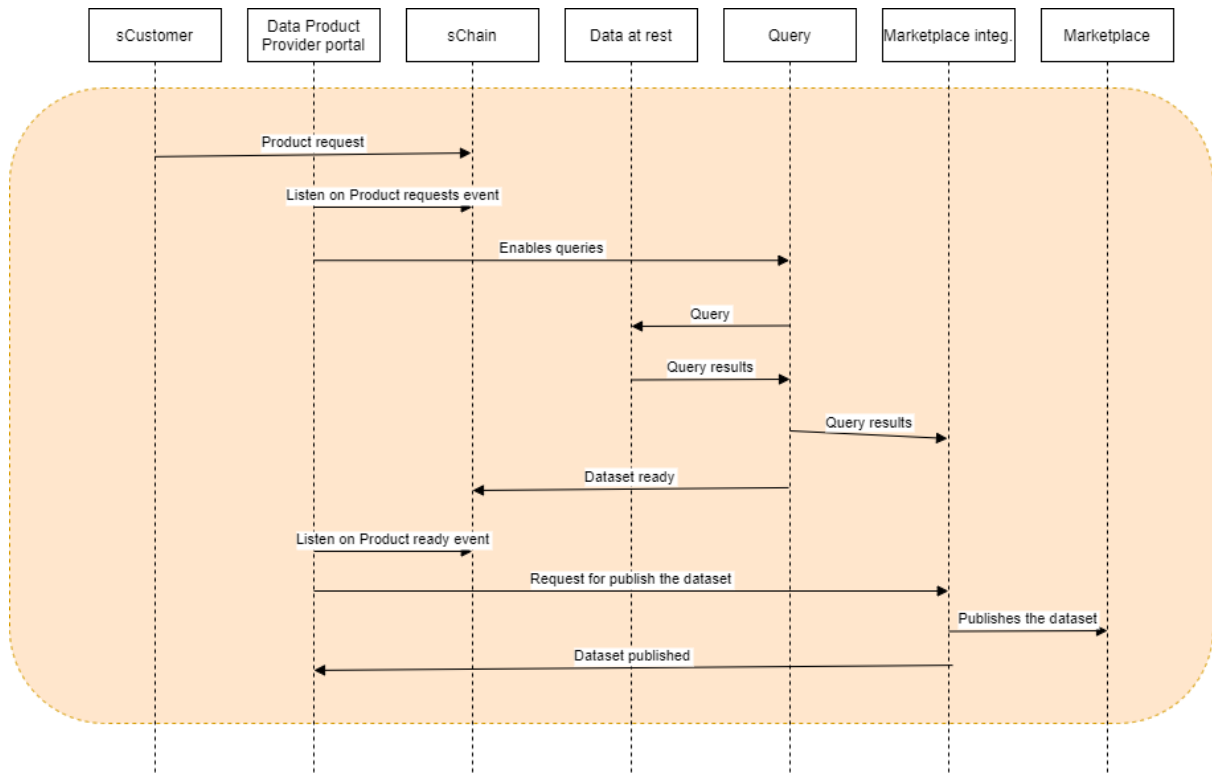 sCustomer
Data Product
Provider portal
sChain
Data at rest
Query
Marketplace integ.
Marketplace
Product request
Listen on Product requests event
Enables queries
Query
Query results
Query results
Dataset ready
Listen on Product ready event
Request for publish the dataset
Publishes the dataset
Dataset published